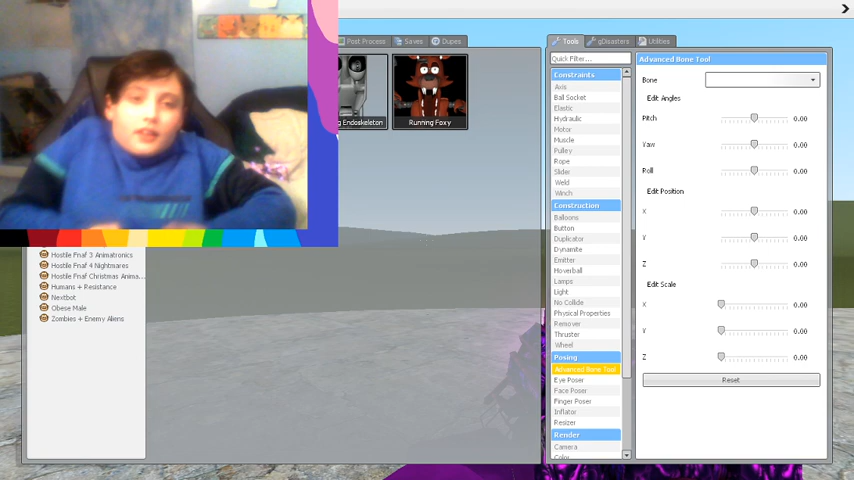 Post Process Saves Dupes
Tools gDisasters Utilities
Quick Filter...
Constraints
Axis
Ball Socket
Elastic
Hydraulic
Motor
Muscle
Pulley
Rope
Slider
Weld
Winch
Construction
Balloons
Button
Duplicator
Dynamite
Emitter
Hoverball
Lamps
Light
No Collide
Physical Properties
Remover
Thruster
Wheel
Posing
Advanced Bone Tool
Eye Poser
Face Poser
Finger Poser
Inflator
Resizer
Render
Camera
Color
Advanced Bone Tool
Bone
Edit Angles
Pitch 0.00
Yaw 0.00
Roll 0.00
Edit Position
X 0.00
Y 0.00
Z 0.00
Edit Scale
X 0.00
Y 0.00
Z 0.00
Reset
Endoskeleton
Running Foxy
Hostile Fnaf 3 Animatronics
Hostile Fnaf 4 Nightmares
Hostile Fnaf Christmas Anima...
Humans + Resistance
Nextbot
Obese Male
Zombies + Enemy Aliens